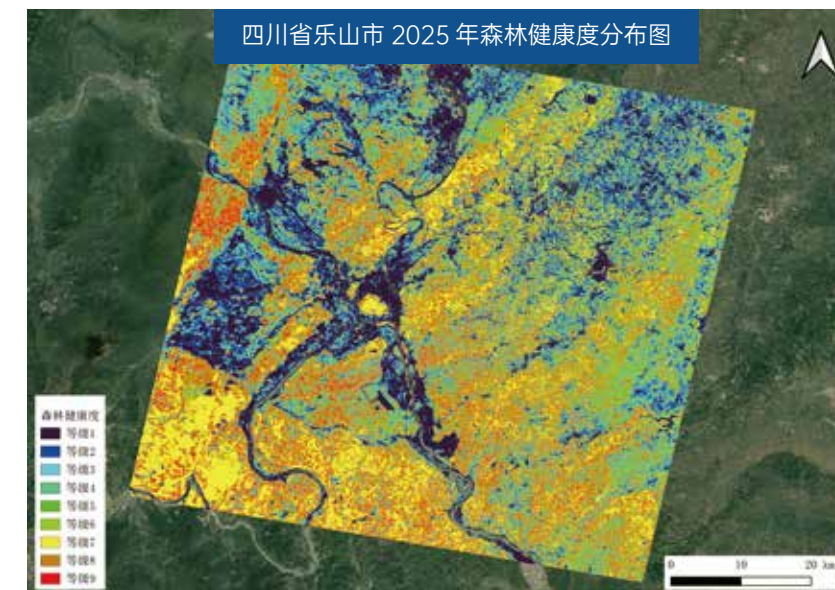 四川省乐山市 2025 年森林健康度分布图
森林健康度
等级1
等级2
等级3
等级4
等级5
等级6
等级7
等级8
等级9
0 10 20 km